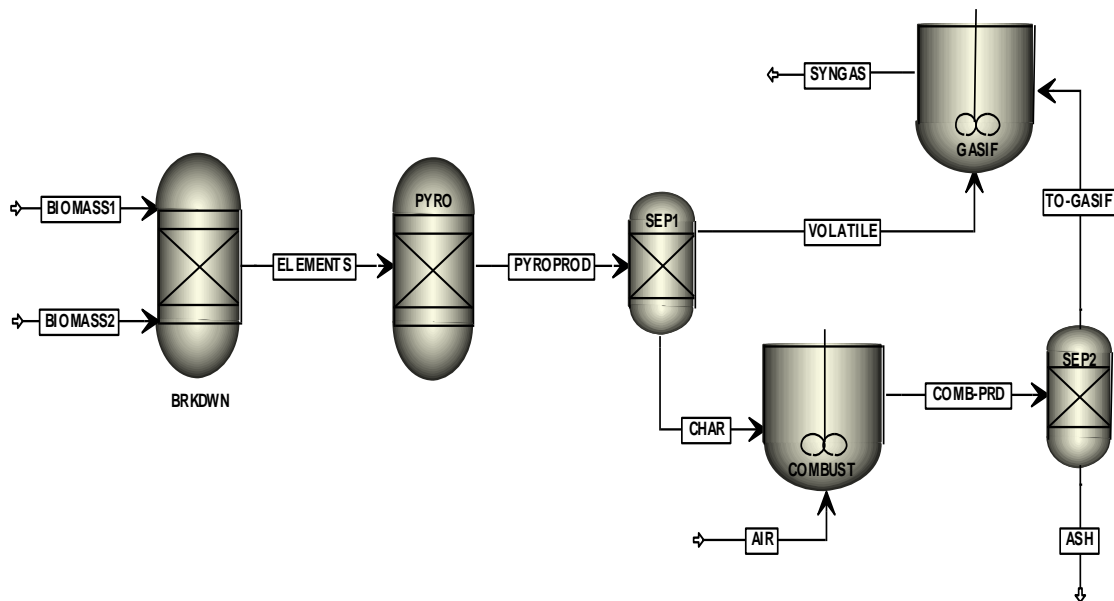 SYNGAS
GASIF
PYRO
TO-GASIF
BIOMASS1
SEP1
VOLATILE
ELEMENTS
PYROPROD
BIOMASS2
SEP2
BRKDWN
COMB-PRD
CHAR
COMBUST
AIR
ASH